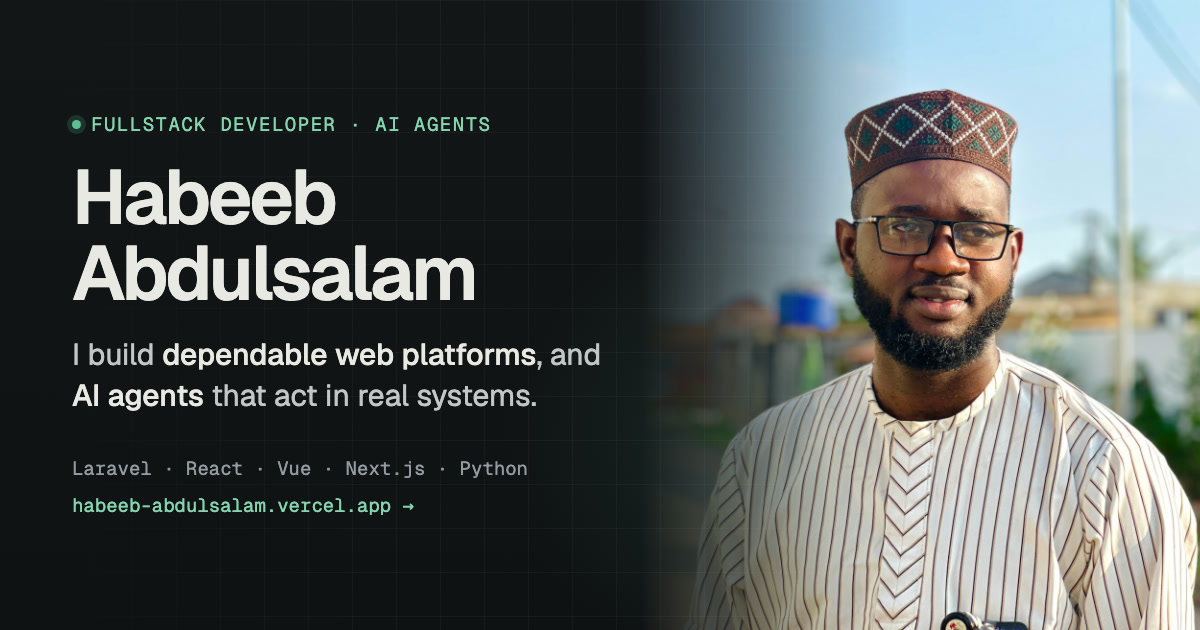 FULLSTACK DEVELOPER · AI AGENTS
Habeeb
Abdulsalam
I build dependable web platforms, and
AI agents that act in real systems.
Laravel · React · Vue · Next.js · Python
habeeb-abdulsalam.vercel.app →